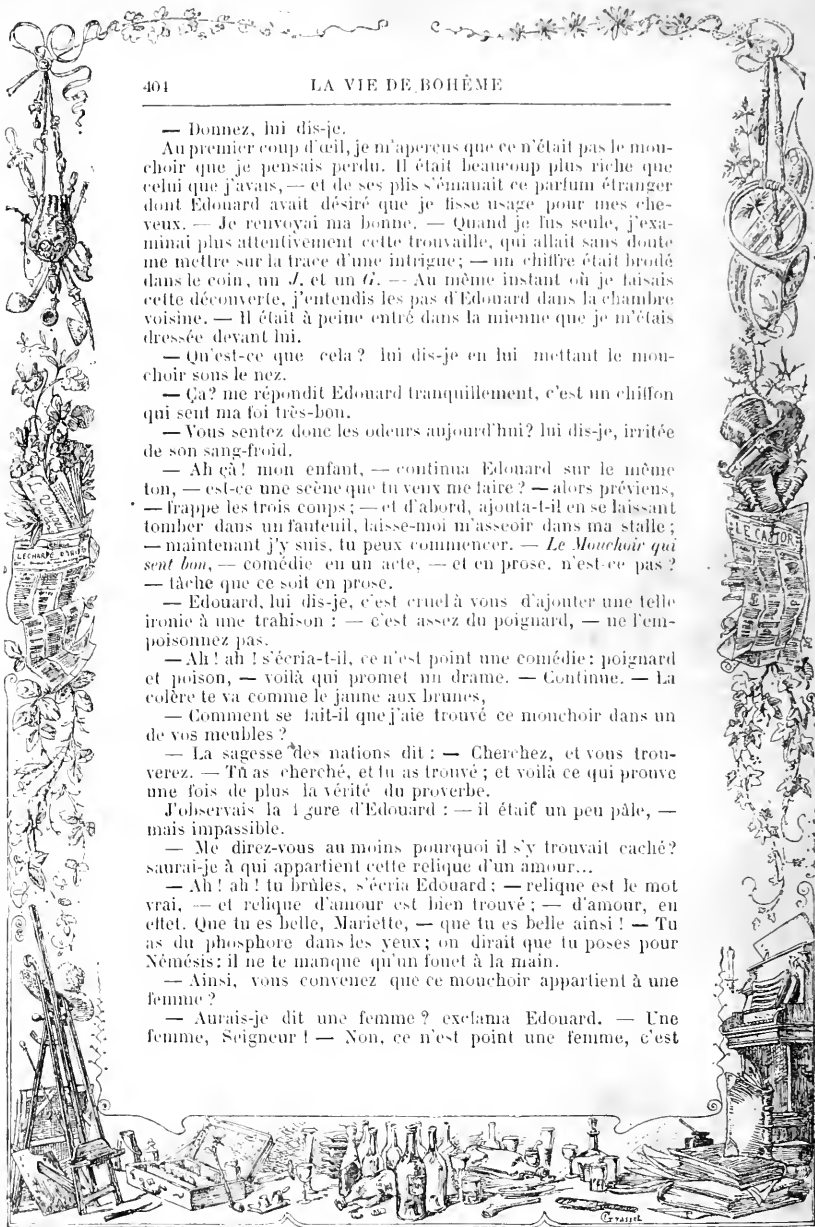 404 LA VIE DE BOHÊME
— Donnez, lui dis-je.
Au premier coup d'œil, je m'aperçus que ce n'était pas le mou-
choir que je pensais perdu. Il était beaucoup plus riche que
celui que j'avais, — et de ses plis s'émanait ce parfum étranger
dont Edouard avait désiré que je fisse usage pour mes che-
veux. — Je renvoyai ma bonne. — Quand je fus seule, j'exa-
minai plus attentivement cette trouvaille, qui allait sans doute
me mettre sur la trace d'une intrigue; — un chiffre était brodé
dans le coin, un J. et un G. — Au même instant où je faisais
cette découverte, j'entendis les pas d'Edouard dans la chambre
voisine. — Il était à peine entré dans la mienne que je m'étais
dressée devant lui.
— Qu'est-ce que cela ? lui dis-je en lui mettant le mou-
choir sous le nez.
— Ça? me répondit Edouard tranquillement, c'est un chiffon
qui sent ma foi très-bon.
— Vous sentez donc les odeurs aujourd'hui? lui dis-je, irritée
de son sang-froid.
— Ah çà! mon enfant, — continua Edouard sur le même
ton, — est-ce une scène que tu veux me faire ? — alors préviens,
— frappe les trois coups ; — et d'abord, ajouta-t-il en se laissant
tomber dans un fauteuil, laisse-moi m'asseoir dans ma stalle ;
— maintenant j'y suis, tu peux commencer. — Le Mouchoir qui
sent bon, — comédie en un acte, — et en prose, n'est-ce pas ?
— tâche que ce soit en prose.
— Edouard, lui dis-je, c'est cruel à vous d'ajouter une telle
ironie à une trahison : — c'est assez du poignard, — ne l'em-
poisonnez pas.
— Ah ! ah ! s'écria-t-il, ce n'est point une comédie: poignard
et poison, — voilà qui promet un drame. — Continue. — La
colère te va comme le jaune aux brunes,
— Comment se fait-il que j'aie trouvé ce mouchoir dans un
de vos meubles ?
— La sagesse des nations dit : — Cherchez, et vous trou-
verez. — Tu as cherché, et tu as trouvé ; et voilà ce qui prouve
une fois de plus la vérité du proverbe.
J'observais la figure d'Edouard : — il était un peu pâle, —
mais impassible.
— Me direz-vous au moins pourquoi il s'y trouvait caché?
saurai-je à qui appartient cette relique d'un amour...
— Ah ! ah ! tu brûles, s'écria Edouard ; — relique est le mot
vrai, — et relique d'amour est bien trouvé ; — d'amour, en
effet. Que tu es belle, Mariette, — que tu es belle ainsi ! — Tu
as du phosphore dans les yeux; on dirait que tu poses pour
Némésis: il ne te manque qu'un fouet à la main.
— Ainsi, vous convenez que ce mouchoir appartient à une
femme ?
— Aurais-je dit une femme ? exclama Edouard. — Une
femme, Seigneur ! — Non, ce n'est point une femme, c'est
LECHARPE D'IRIS
LE CASTOR
Grasset